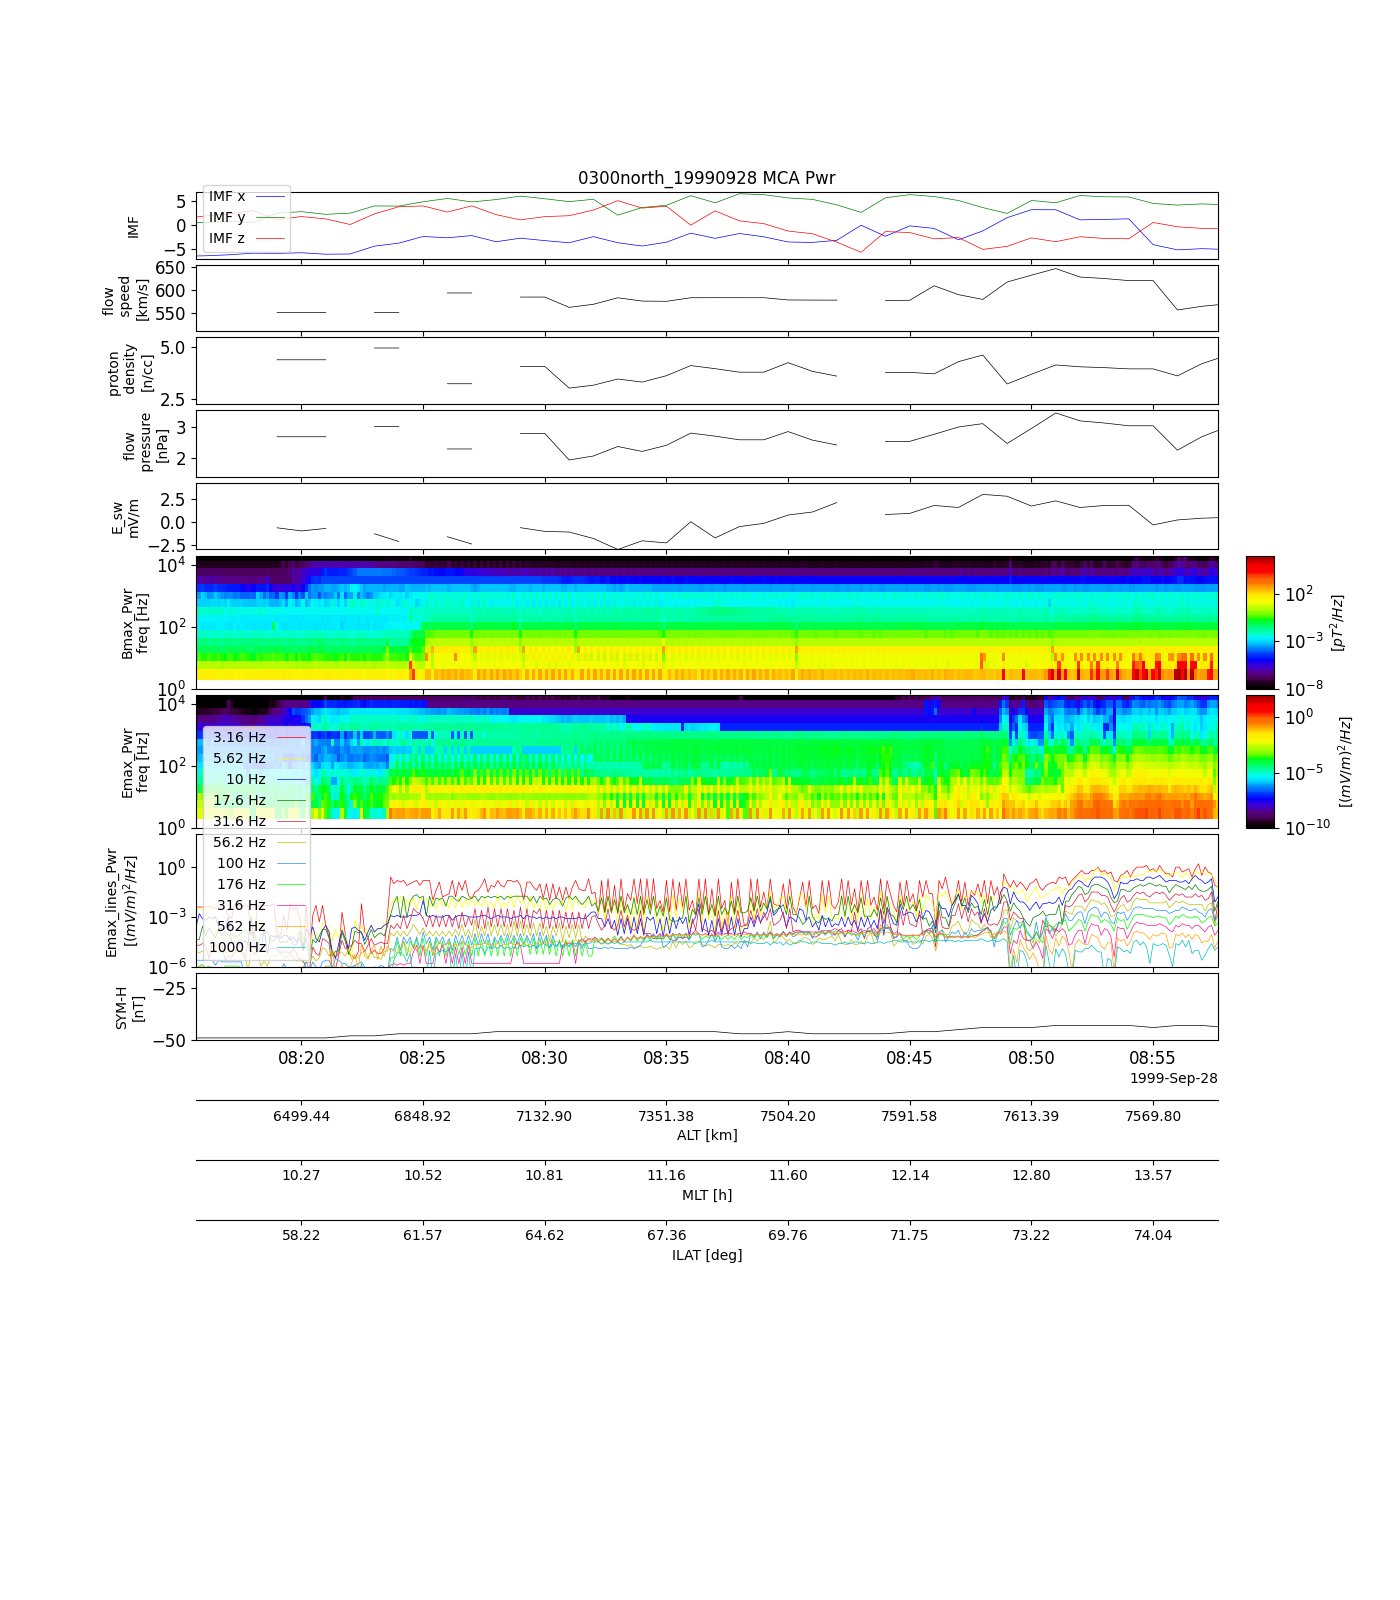 0300north_19990928 MCA Pwr
IMF x
IMF y
IMF z
5
0
−5
IMF
650
600
550
flow
speed
[km/s]
5.0
2.5
proton
density
[n/cc]
3
2
flow
pressure
[nPa]
2.5
0.0
−2.5
E_sw
mV/m
10^4
10^2
10^0
Bmax_Pwr
freq [Hz]
10^2
10^−3
10^−8
[pT^2/Hz]
10^4
10^2
10^0
Emax_Pwr
freq [Hz]
10^0
10^−5
10^−10
[(mV/m)^2/Hz]
3.16 Hz
5.62 Hz
10 Hz
17.6 Hz
31.6 Hz
56.2 Hz
100 Hz
176 Hz
316 Hz
562 Hz
1000 Hz
10^0
10^−3
10^−6
Emax_lines_Pwr
[(mV/m)^2/Hz]
−25
−50
SYM-H
[nT]
08:20 08:25 08:30 08:35 08:40 08:45 08:50 08:55
1999-Sep-28
6499.44 6848.92 7132.90 7351.38 7504.20 7591.58 7613.39 7569.80
ALT [km]
10.27 10.52 10.81 11.16 11.60 12.14 12.80 13.57
MLT [h]
58.22 61.57 64.62 67.36 69.76 71.75 73.22 74.04
ILAT [deg]